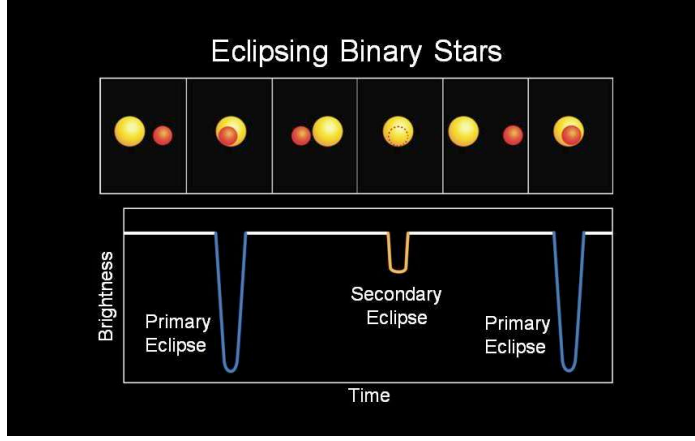 Eclipsing Binary Stars
Brightness
Primary
Eclipse
Secondary
Eclipse
Primary
Eclipse
Time